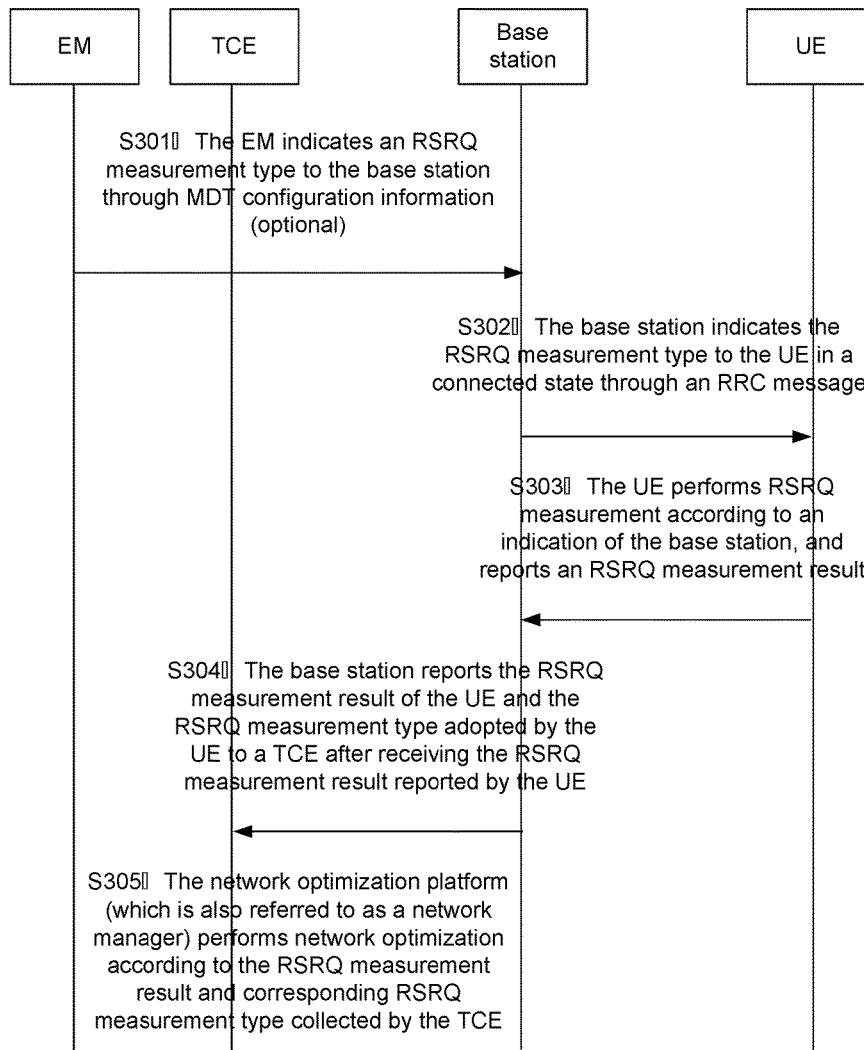 EM
TCE
Base
station
UE
S301▯ The EM indicates an RSRQ
measurement type to the base station
through MDT configuration information
(optional)
S302▯ The base station indicates the
RSRQ measurement type to the UE in a
connected state through an RRC message
S303▯ The UE performs RSRQ
measurement according to an
indication of the base station, and
reports an RSRQ measurement result
S304▯ The base station reports the RSRQ
measurement result of the UE and the
RSRQ measurement type adopted by the
UE to a TCE after receiving the RSRQ
measurement result reported by the UE
S305▯ The network optimization platform
(which is also referred to as a network
manager) performs network optimization
according to the RSRQ measurement
result and corresponding RSRQ
measurement type collected by the TCE